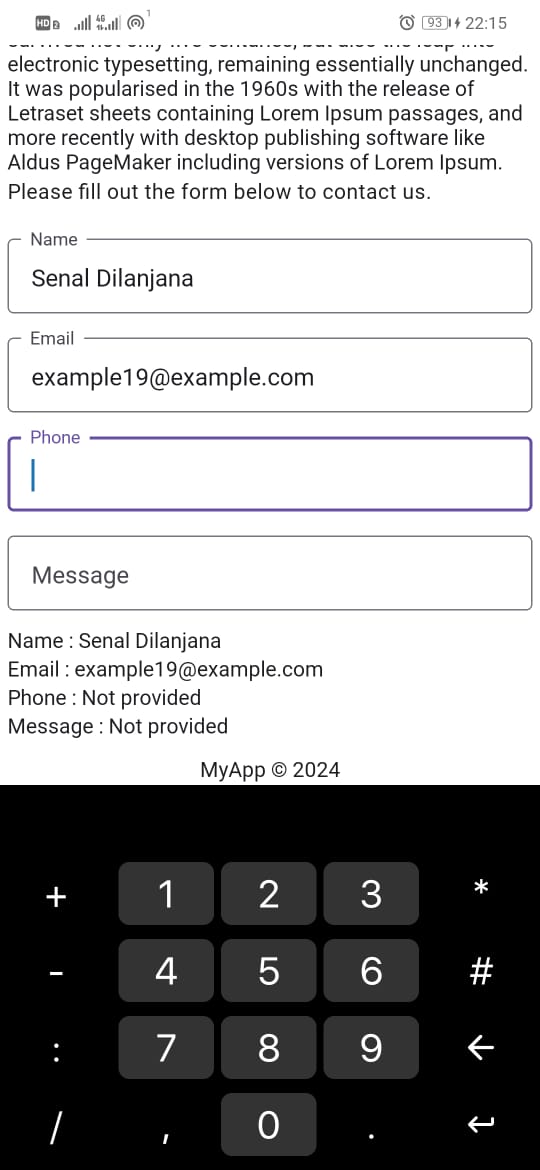 HD 2 4G 1 93 22:15
electronic typesetting, remaining essentially unchanged.
It was popularised in the 1960s with the release of
Letraset sheets containing Lorem Ipsum passages, and
more recently with desktop publishing software like
Aldus PageMaker including versions of Lorem Ipsum.
Please fill out the form below to contact us.
Name
Senal Dilanjana
Email
example19@example.com
Phone
Message
Name : Senal Dilanjana
Email : example19@example.com
Phone : Not provided
Message : Not provided
MyApp © 2024
+ 1 2 3 *
- 4 5 6 #
: 7 8 9 ←
/ , 0 . ↵